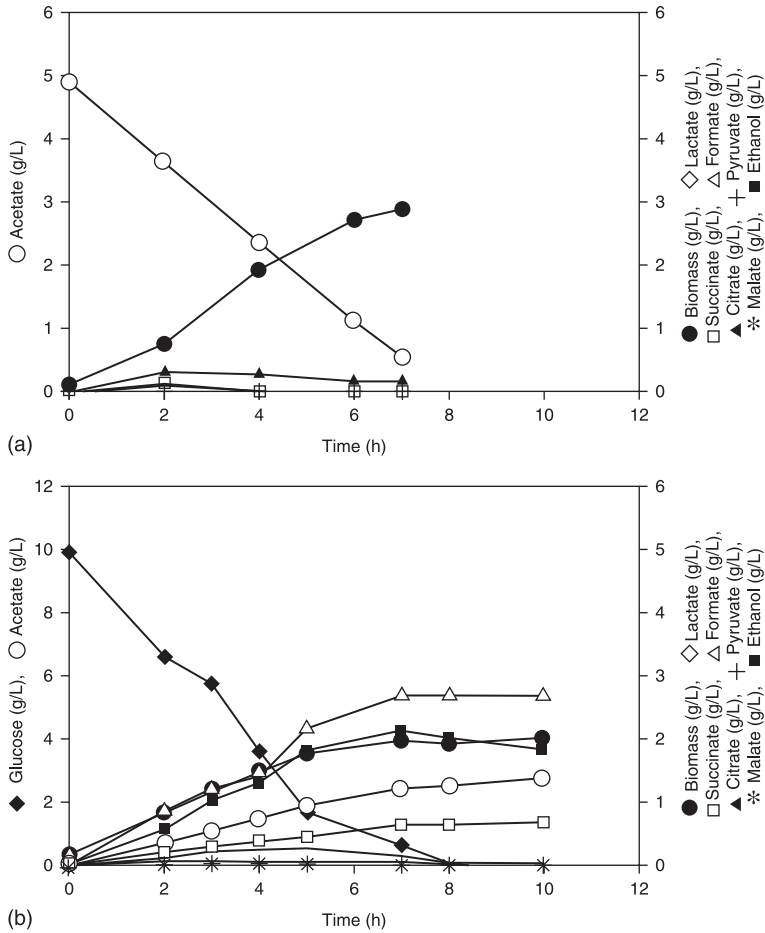 6
5
4
3
2
1
0
6
5
4
3
2
1
0
0 2 4 6 8 10 12
Acetate (g/L)
Time (h)
Biomass (g/L), Lactate (g/L),
Succinate (g/L), Formate (g/L),
Citrate (g/L), Pyruvate (g/L),
Malate (g/L), Ethanol (g/L)
(a)
12
10
8
6
4
2
0
6
5
4
3
2
1
0
0 2 4 6 8 10 12
Glucose (g/L), Acetate (g/L)
Time (h)
Biomass (g/L), Lactate (g/L),
Succinate (g/L), Formate (g/L),
Citrate (g/L), Pyruvate (g/L),
Malate (g/L), Ethanol (g/L)
(b)